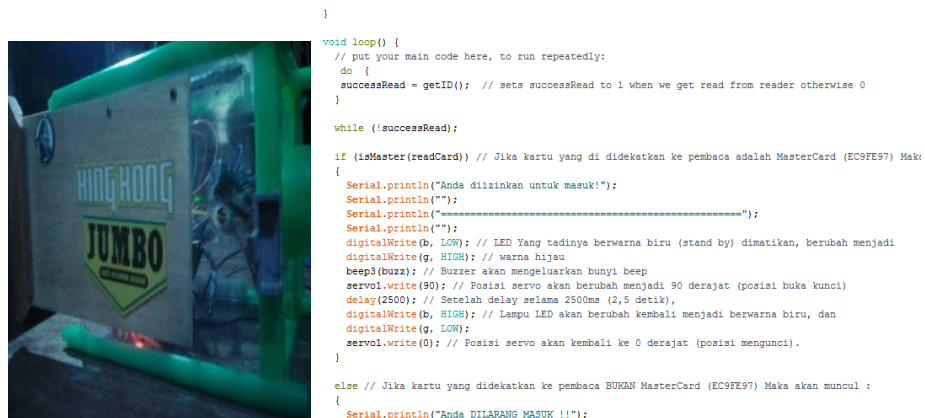 KING KONG
JUMBO
}
void loop() {
// put your main code here, to run repeatedly:
do {
successRead = getID(); // sets successRead to 1 when we get read from reader otherwise 0
}
while (!successRead);
if (isMaster(readCard)) // Jika kartu yang di didekatkan ke pembaca adalah MasterCard (EC9FE97) Maka
{
Serial.println("Anda diizinkan untuk masuk!");
Serial.println("");
Serial.println("===================================================");
Serial.println("");
digitalWrite(b, LOW); // LED Yang tadinya berwarna biru (stand by) dimatikan, berubah menjadi
digitalWrite(g, HIGH); // warna hijau
beep3(buzz); // Buzzer akan mengeluarkan bunyi beep
servo1.write(90); // Posisi servo akan berubah menjadi 90 derajat (posisi buka kunci)
delay(2500); // Setelah delay selama 2500ms (2,5 detik),
digitalWrite(b, HIGH); // Lampu LED akan berubah kembali menjadi berwarna biru, dan
digitalWrite(g, LOW);
servo1.write(0); // Posisi servo akan kembali ke 0 derajat (posisi mengunci).
}
else // Jika kartu yang didekatkan ke pembaca BUKAN MasterCard (EC9FE97) Maka akan muncul :
{
Serial.println("Anda DILARANG MASUK !!");